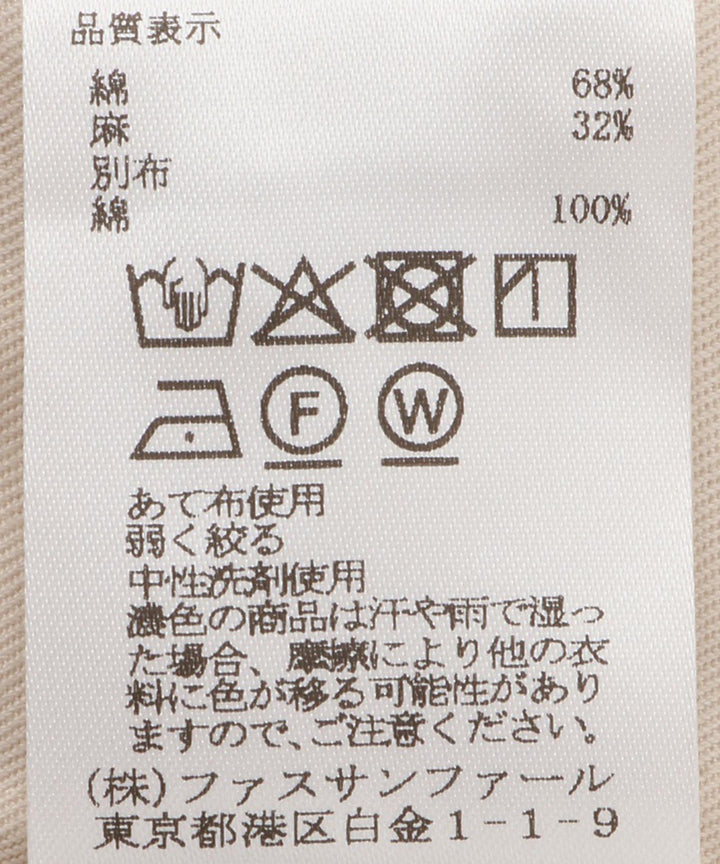 品質表示
綿 68%
麻 32%
別布
綿 100%
F W
あて布使用
弱く絞る
中性洗剤使用
濃色の商品は汗や雨で湿っ
た場合、摩擦により他の衣
料に色が移る可能性があり
ますので、ご注意ください。
(株)ファスサンファール
東京都港区白金1-1-9